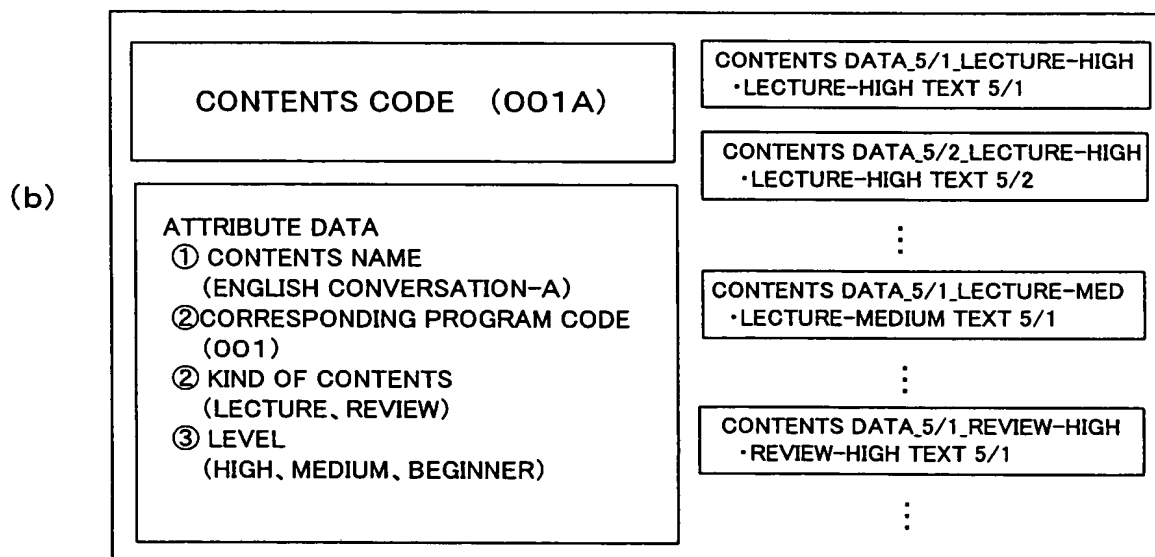 (b)
CONTENTS CODE (001A)
ATTRIBUTE DATA
① CONTENTS NAME
(ENGLISH CONVERSATION-A)
②CORRESPONDING PROGRAM CODE
(001)
② KIND OF CONTENTS
(LECTURE、REVIEW)
③ LEVEL
(HIGH、MEDIUM、BEGINNER)
CONTENTS DATA_5/1_LECTURE-HIGH
・LECTURE-HIGH TEXT 5/1
CONTENTS DATA_5/2_LECTURE-HIGH
・LECTURE-HIGH TEXT 5/2
⋮
CONTENTS DATA_5/1_LECTURE-MED
・LECTURE-MEDIUM TEXT 5/1
⋮
CONTENTS DATA_5/1_REVIEW-HIGH
・REVIEW-HIGH TEXT 5/1
⋮